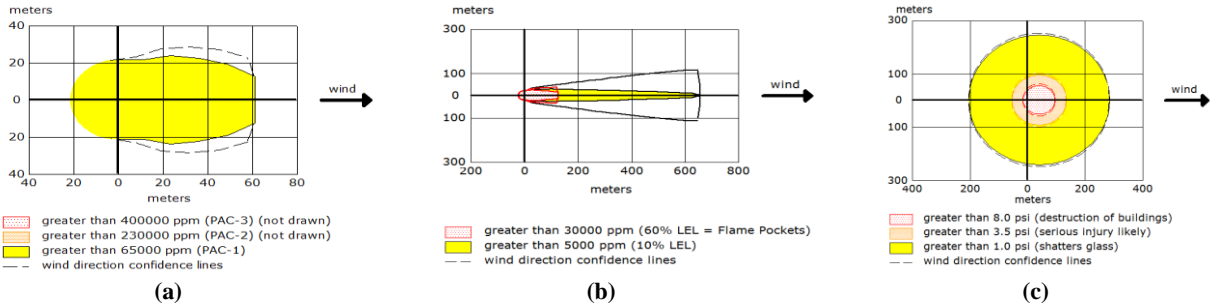 meters
40
20
0
20
40
40 20 0 20 40 60 80
meters
wind
greater than 400000 ppm (PAC-3) (not drawn)
greater than 230000 ppm (PAC-2) (not drawn)
greater than 65000 ppm (PAC-1)
wind direction confidence lines
(a)
meters
300
100
0
100
300
200 0 200 400 600 800
meters
wind
greater than 30000 ppm (60% LEL = Flame Pockets)
greater than 5000 ppm (10% LEL)
wind direction confidence lines
(b)
meters
300
200
100
0
100
200
300
400 200 0 200 400
meters
wind
greater than 8.0 psi (destruction of buildings)
greater than 3.5 psi (serious injury likely)
greater than 1.0 psi (shatters glass)
wind direction confidence lines
(c)